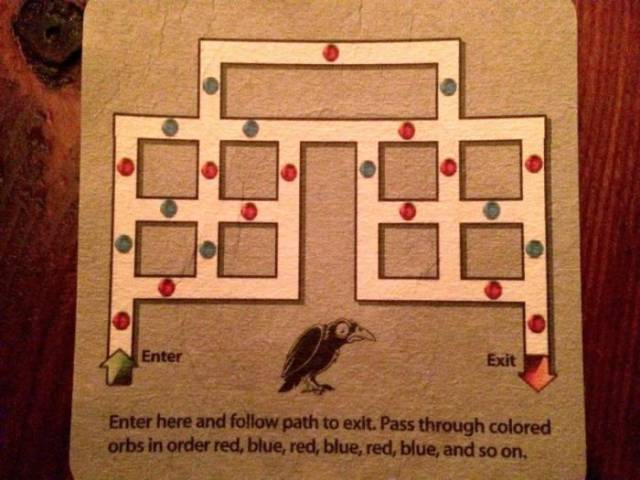 Enter
Exit
Enter here and follow path to exit. Pass through colored
orbs in order red, blue, red, blue, red, blue, and so on.